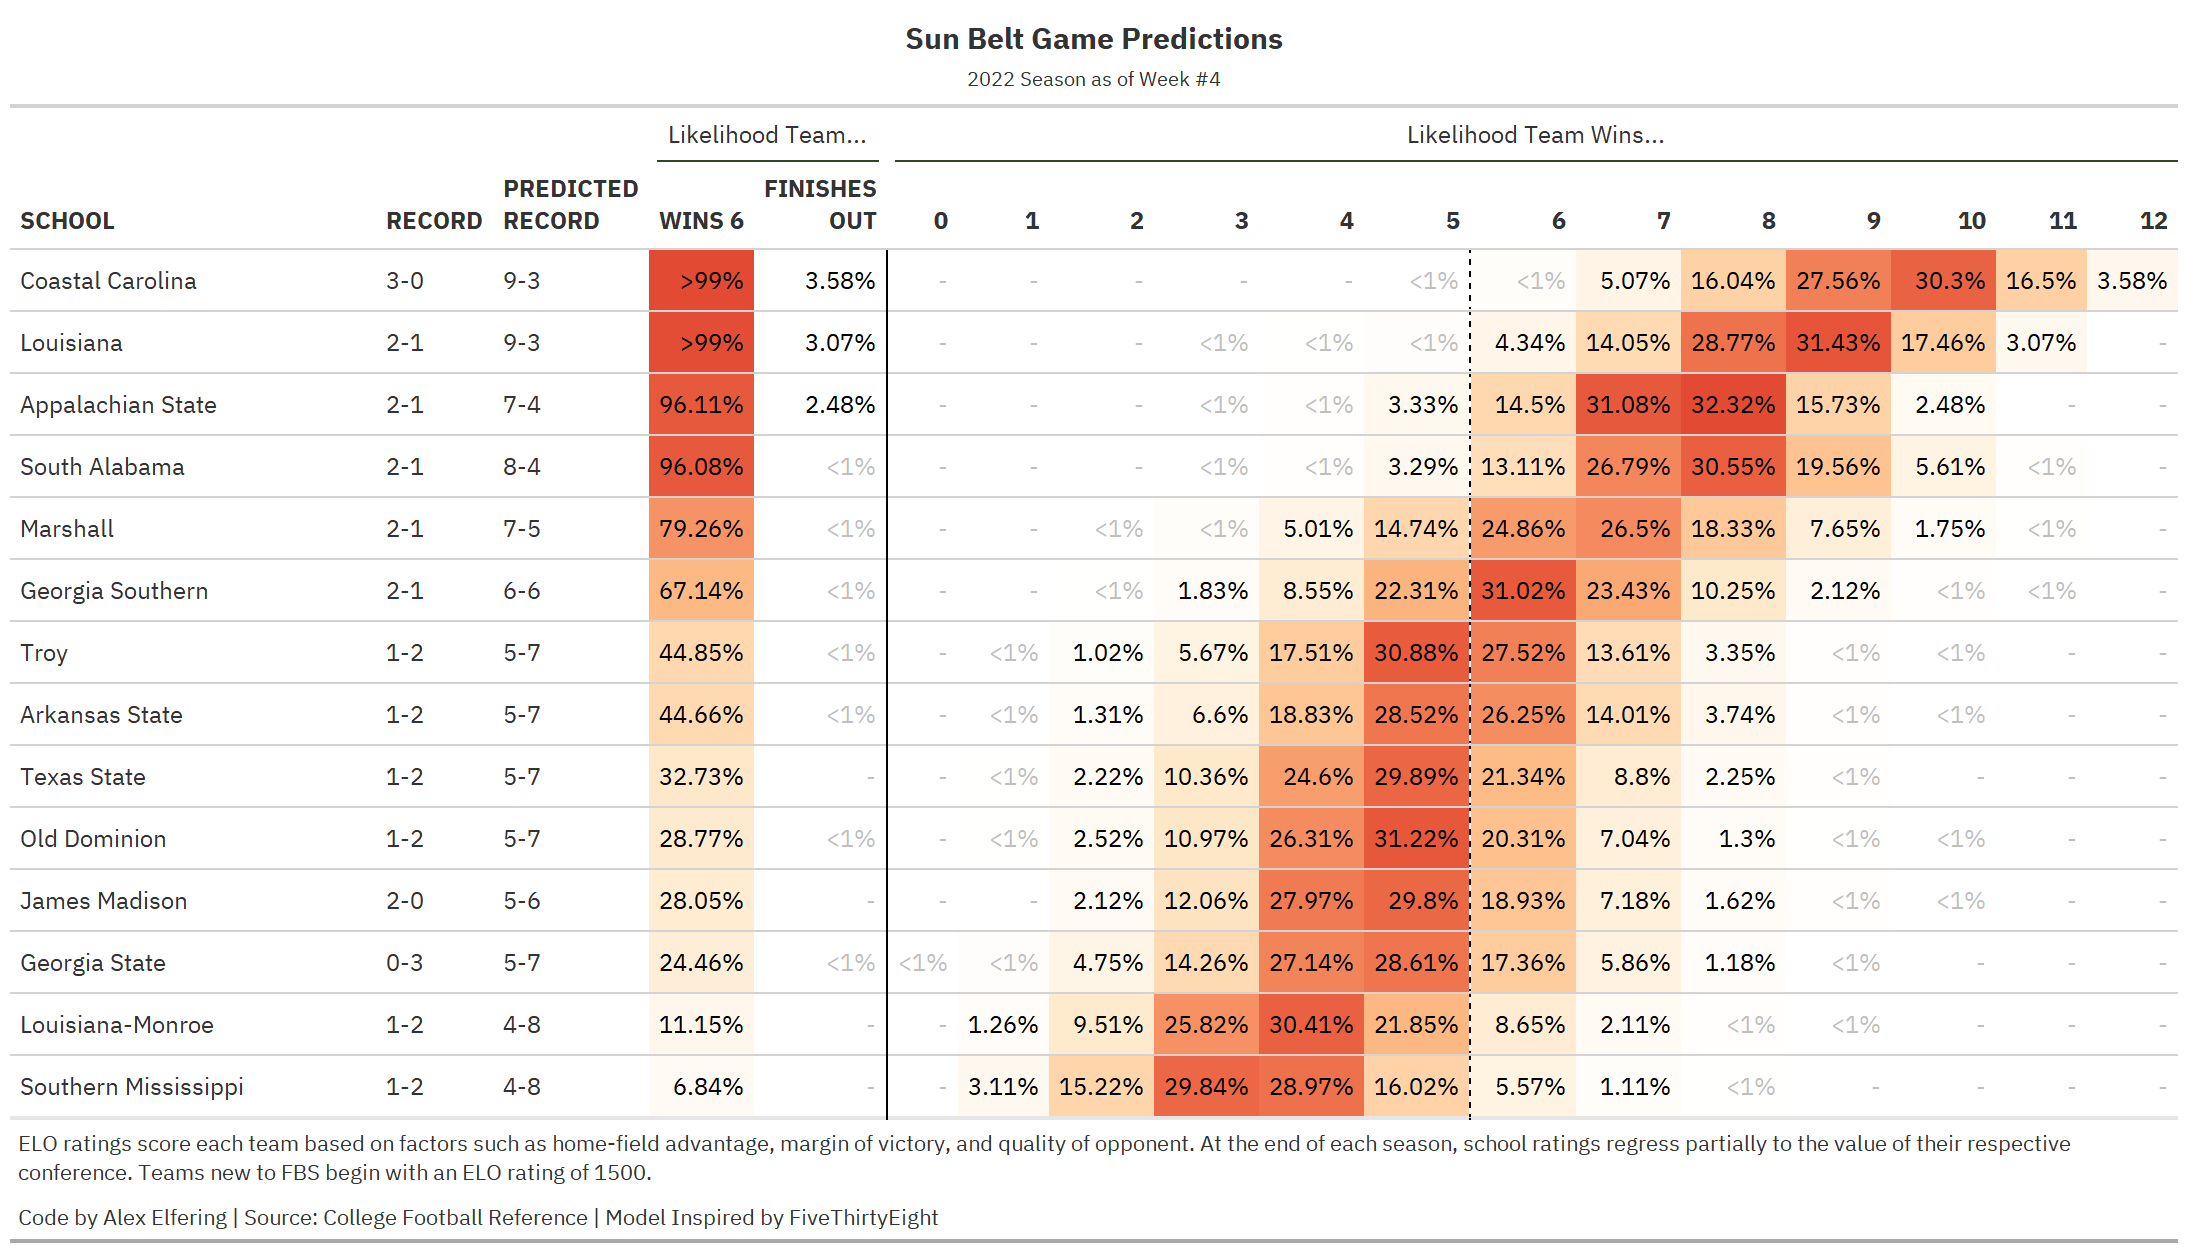 Sun Belt Game Predictions
2022 Season as of Week #4
Likelihood Team... Likelihood Team Wins...
PREDICTED FINISHES
SCHOOL RECORD RECORD WINS 6 OUT 0 1 2 3 4 5 6 7 8 9 10 11 12
Coastal Carolina 3-0 9-3 >99% 3.58% - - - - - <1% <1% 5.07% 16.04% 27.56% 30.3% 16.5% 3.58%
Louisiana 2-1 9-3 >99% 3.07% - - - <1% <1% <1% 4.34% 14.05% 28.77% 31.43% 17.46% 3.07% -
Appalachian State 2-1 7-4 96.11% 2.48% - - - <1% <1% 3.33% 14.5% 31.08% 32.32% 15.73% 2.48% - -
South Alabama 2-1 8-4 96.08% <1% - - - <1% <1% 3.29% 13.11% 26.79% 30.55% 19.56% 5.61% <1% -
Marshall 2-1 7-5 79.26% <1% - - <1% <1% 5.01% 14.74% 24.86% 26.5% 18.33% 7.65% 1.75% <1% -
Georgia Southern 2-1 6-6 67.14% <1% - - <1% 1.83% 8.55% 22.31% 31.02% 23.43% 10.25% 2.12% <1% <1% -
Troy 1-2 5-7 44.85% <1% - <1% 1.02% 5.67% 17.51% 30.88% 27.52% 13.61% 3.35% <1% <1% - -
Arkansas State 1-2 5-7 44.66% <1% - <1% 1.31% 6.6% 18.83% 28.52% 26.25% 14.01% 3.74% <1% <1% - -
Texas State 1-2 5-7 32.73% - - <1% 2.22% 10.36% 24.6% 29.89% 21.34% 8.8% 2.25% <1% - - -
Old Dominion 1-2 5-7 28.77% <1% - <1% 2.52% 10.97% 26.31% 31.22% 20.31% 7.04% 1.3% <1% <1% - -
James Madison 2-0 5-6 28.05% - - - 2.12% 12.06% 27.97% 29.8% 18.93% 7.18% 1.62% <1% <1% - -
Georgia State 0-3 5-7 24.46% <1% <1% <1% 4.75% 14.26% 27.14% 28.61% 17.36% 5.86% 1.18% <1% - - -
Louisiana-Monroe 1-2 4-8 11.15% - - 1.26% 9.51% 25.82% 30.41% 21.85% 8.65% 2.11% <1% <1% - - -
Southern Mississippi 1-2 4-8 6.84% - - 3.11% 15.22% 29.84% 28.97% 16.02% 5.57% 1.11% <1% - - - -
ELO ratings score each team based on factors such as home-field advantage, margin of victory, and quality of opponent. At the end of each season, school ratings regress partially to the value of their respective
conference. Teams new to FBS begin with an ELO rating of 1500.
Code by Alex Elfering | Source: College Football Reference | Model Inspired by FiveThirtyEight